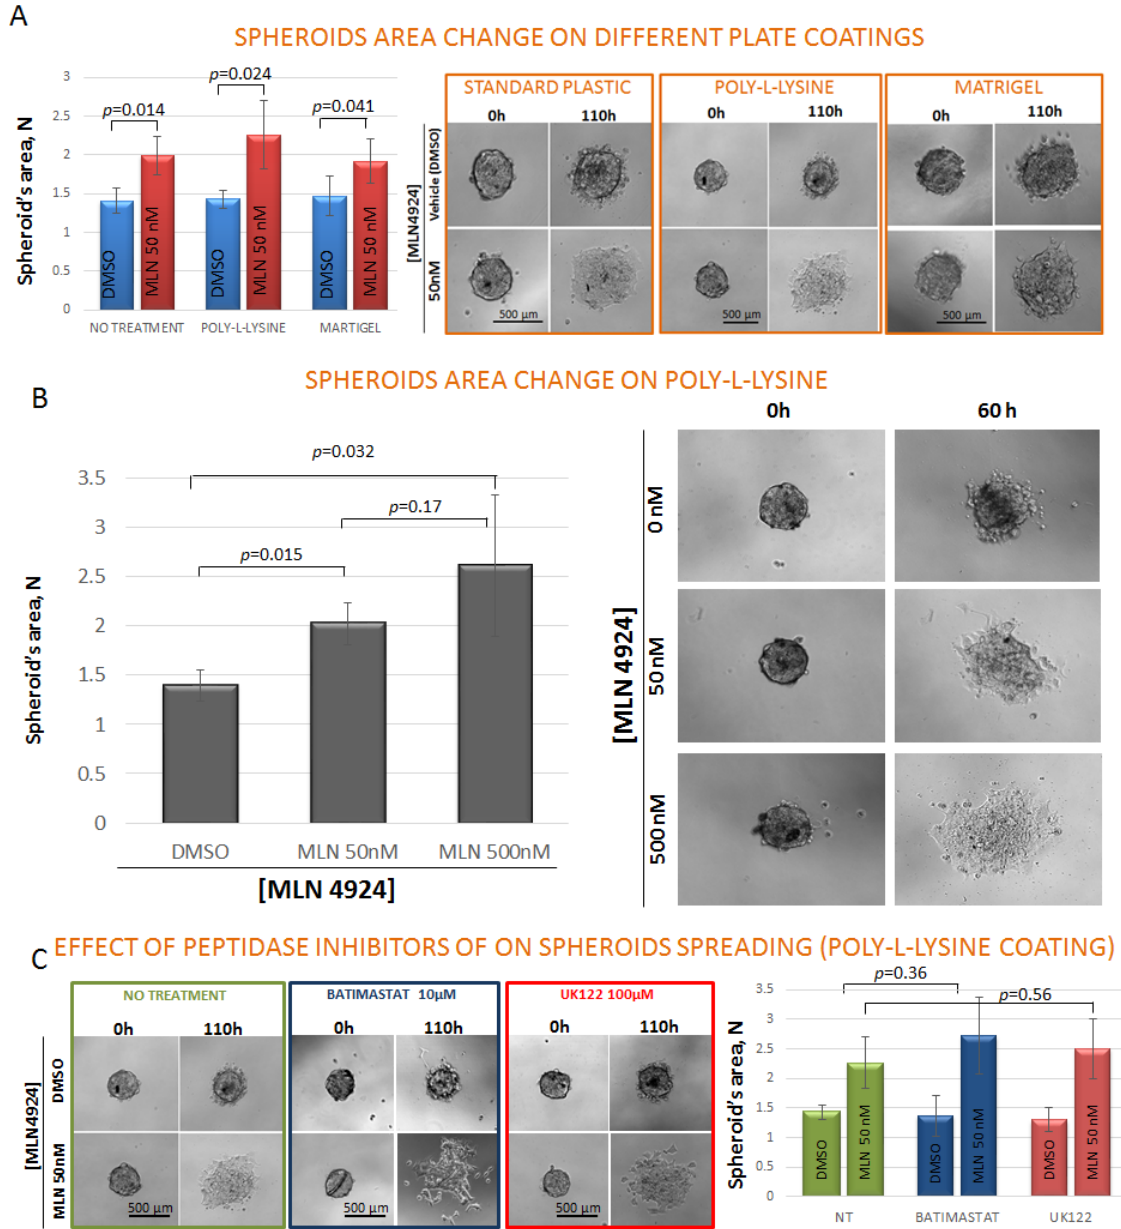 A
SPHEROIDS AREA CHANGE ON DIFFERENT PLATE COATINGS
Spheroid's area, N
3
2.5
2
1.5
1
0.5
0
p=0.014
p=0.024
p=0.041
DMSO
MLN 50 nM
DMSO
MLN 50 nM
DMSO
MLN 50 nM
NO TREATMENT
POLY-L-LYSINE
MARTIGEL
[MLN4924]
Vehicle (DMSO)
50nM
STANDARD PLASTIC
0h
110h
500 µm
POLY-L-LYSINE
0h
110h
500 µm
MATRIGEL
0h
110h
500 µm
SPHEROIDS AREA CHANGE ON POLY-L-LYSINE
B
Spheroid's area, N
3.5
3
2.5
2
1.5
1
0.5
0
p=0.032
p=0.17
p=0.015
DMSO
MLN 50nM
MLN 500nM
[MLN 4924]
0h
60 h
[MLN 4924]
0 nM
50 nM
500 nM
C
EFFECT OF PEPTIDASE INHIBITORS OF ON SPHEROIDS SPREADING (POLY-L-LYSINE COATING)
[MLN4924]
DMSO
MLN 50nM
NO TREATMENT
0h
110h
500 µm
BATIMASTAT 10µM
0h
110h
500 µm
UK122 100µM
0h
110h
500 µm
Spheroid's area, N
3.5
3
2.5
2
1.5
1
0.5
0
p=0.36
p=0.56
DMSO
MLN 50 nM
DMSO
MLN 50 nM
DMSO
MLN 50 nM
NT
BATIMASTAT
UK122